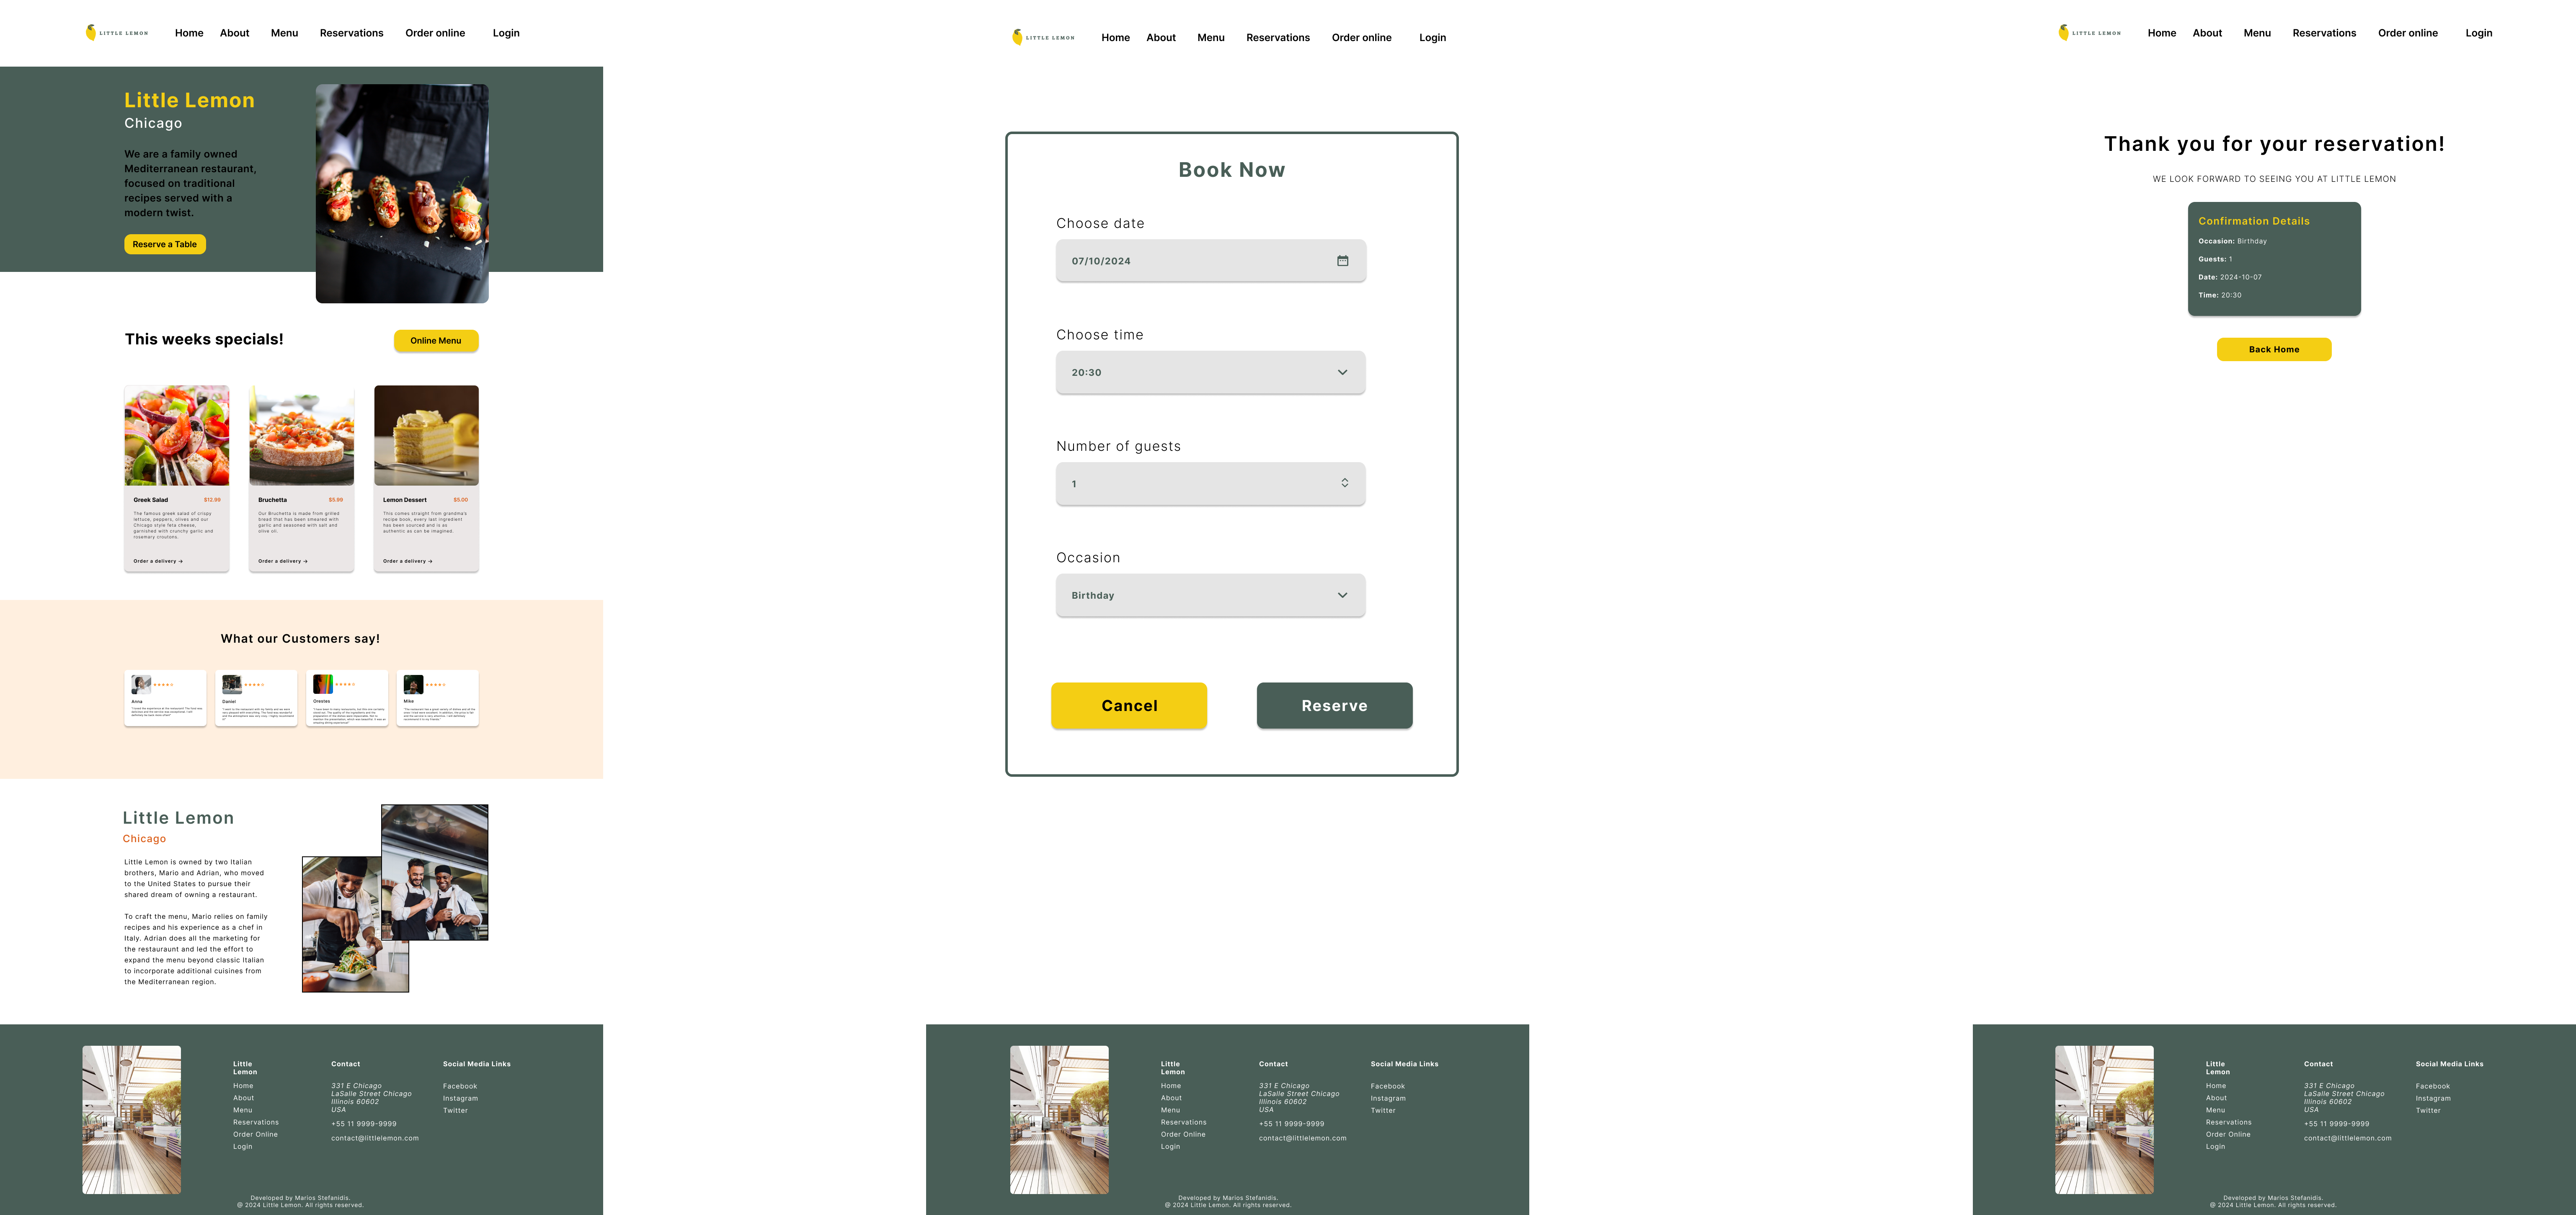 LITTLE LEMON
Home About Menu Reservations Order online Login
Little Lemon
Chicago
We are a family owned
Mediterranean restaurant,
focused on traditional
recipes served with a
modern twist.
Reserve a Table
This weeks specials!
Online Menu
Greek Salad $12.99
The famous greek salad of crispy
lettuce, peppers, olives and our
Chicago style feta cheese,
garnished with crunchy garlic and
rosemary croutons.
Order a delivery →
Bruchetta $5.99
Our Bruchetta is made from grilled
bread that has been smeared with
garlic and seasoned with salt and
olive oil.
Order a delivery →
Lemon Dessert $5.00
This comes straight from grandma's
recipe book, every last ingredient
has been sourced and is as
authentic as can be imagined.
Order a delivery →
What our Customers say!
Anna
Daniel
Orestes
Mike
Little Lemon
Chicago
Little Lemon is owned by two Italian
brothers, Mario and Adrian, who moved
to the United States to pursue their
shared dream of owning a restaurant.
To craft the menu, Mario relies on family
recipes and his experience as a chef in
Italy. Adrian does all the marketing for
the restauraunt and led the effort to
expand the menu beyond classic Italian
to incorporate additional cuisines from
the Mediterranean region.
Little
Lemon
Home
About
Menu
Reservations
Order Online
Login
Contact
331 E Chicago
LaSalle Street Chicago
Illinois 60602
USA
+55 11 9999-9999
contact@littlelemon.com
Social Media Links
Facebook
Instagram
Twitter
Developed by Marios Stefanidis.
@ 2024 Little Lemon. All rights reserved.
LITTLE LEMON
Home About Menu Reservations Order online Login
Book Now
Choose date
07/10/2024
Choose time
20:30
Number of guests
1
Occasion
Birthday
Cancel
Reserve
Little
Lemon
Home
About
Menu
Reservations
Order Online
Login
Contact
331 E Chicago
LaSalle Street Chicago
Illinois 60602
USA
+55 11 9999-9999
contact@littlelemon.com
Social Media Links
Facebook
Instagram
Twitter
Developed by Marios Stefanidis.
@ 2024 Little Lemon. All rights reserved.
LITTLE LEMON
Home About Menu Reservations Order online Login
Thank you for your reservation!
WE LOOK FORWARD TO SEEING YOU AT LITTLE LEMON
Confirmation Details
Occasion: Birthday
Guests: 1
Date: 2024-10-07
Time: 20:30
Back Home
Little
Lemon
Home
About
Menu
Reservations
Order Online
Login
Contact
331 E Chicago
LaSalle Street Chicago
Illinois 60602
USA
+55 11 9999-9999
contact@littlelemon.com
Social Media Links
Facebook
Instagram
Twitter
Developed by Marios Stefanidis.
@ 2024 Little Lemon. All rights reserved.